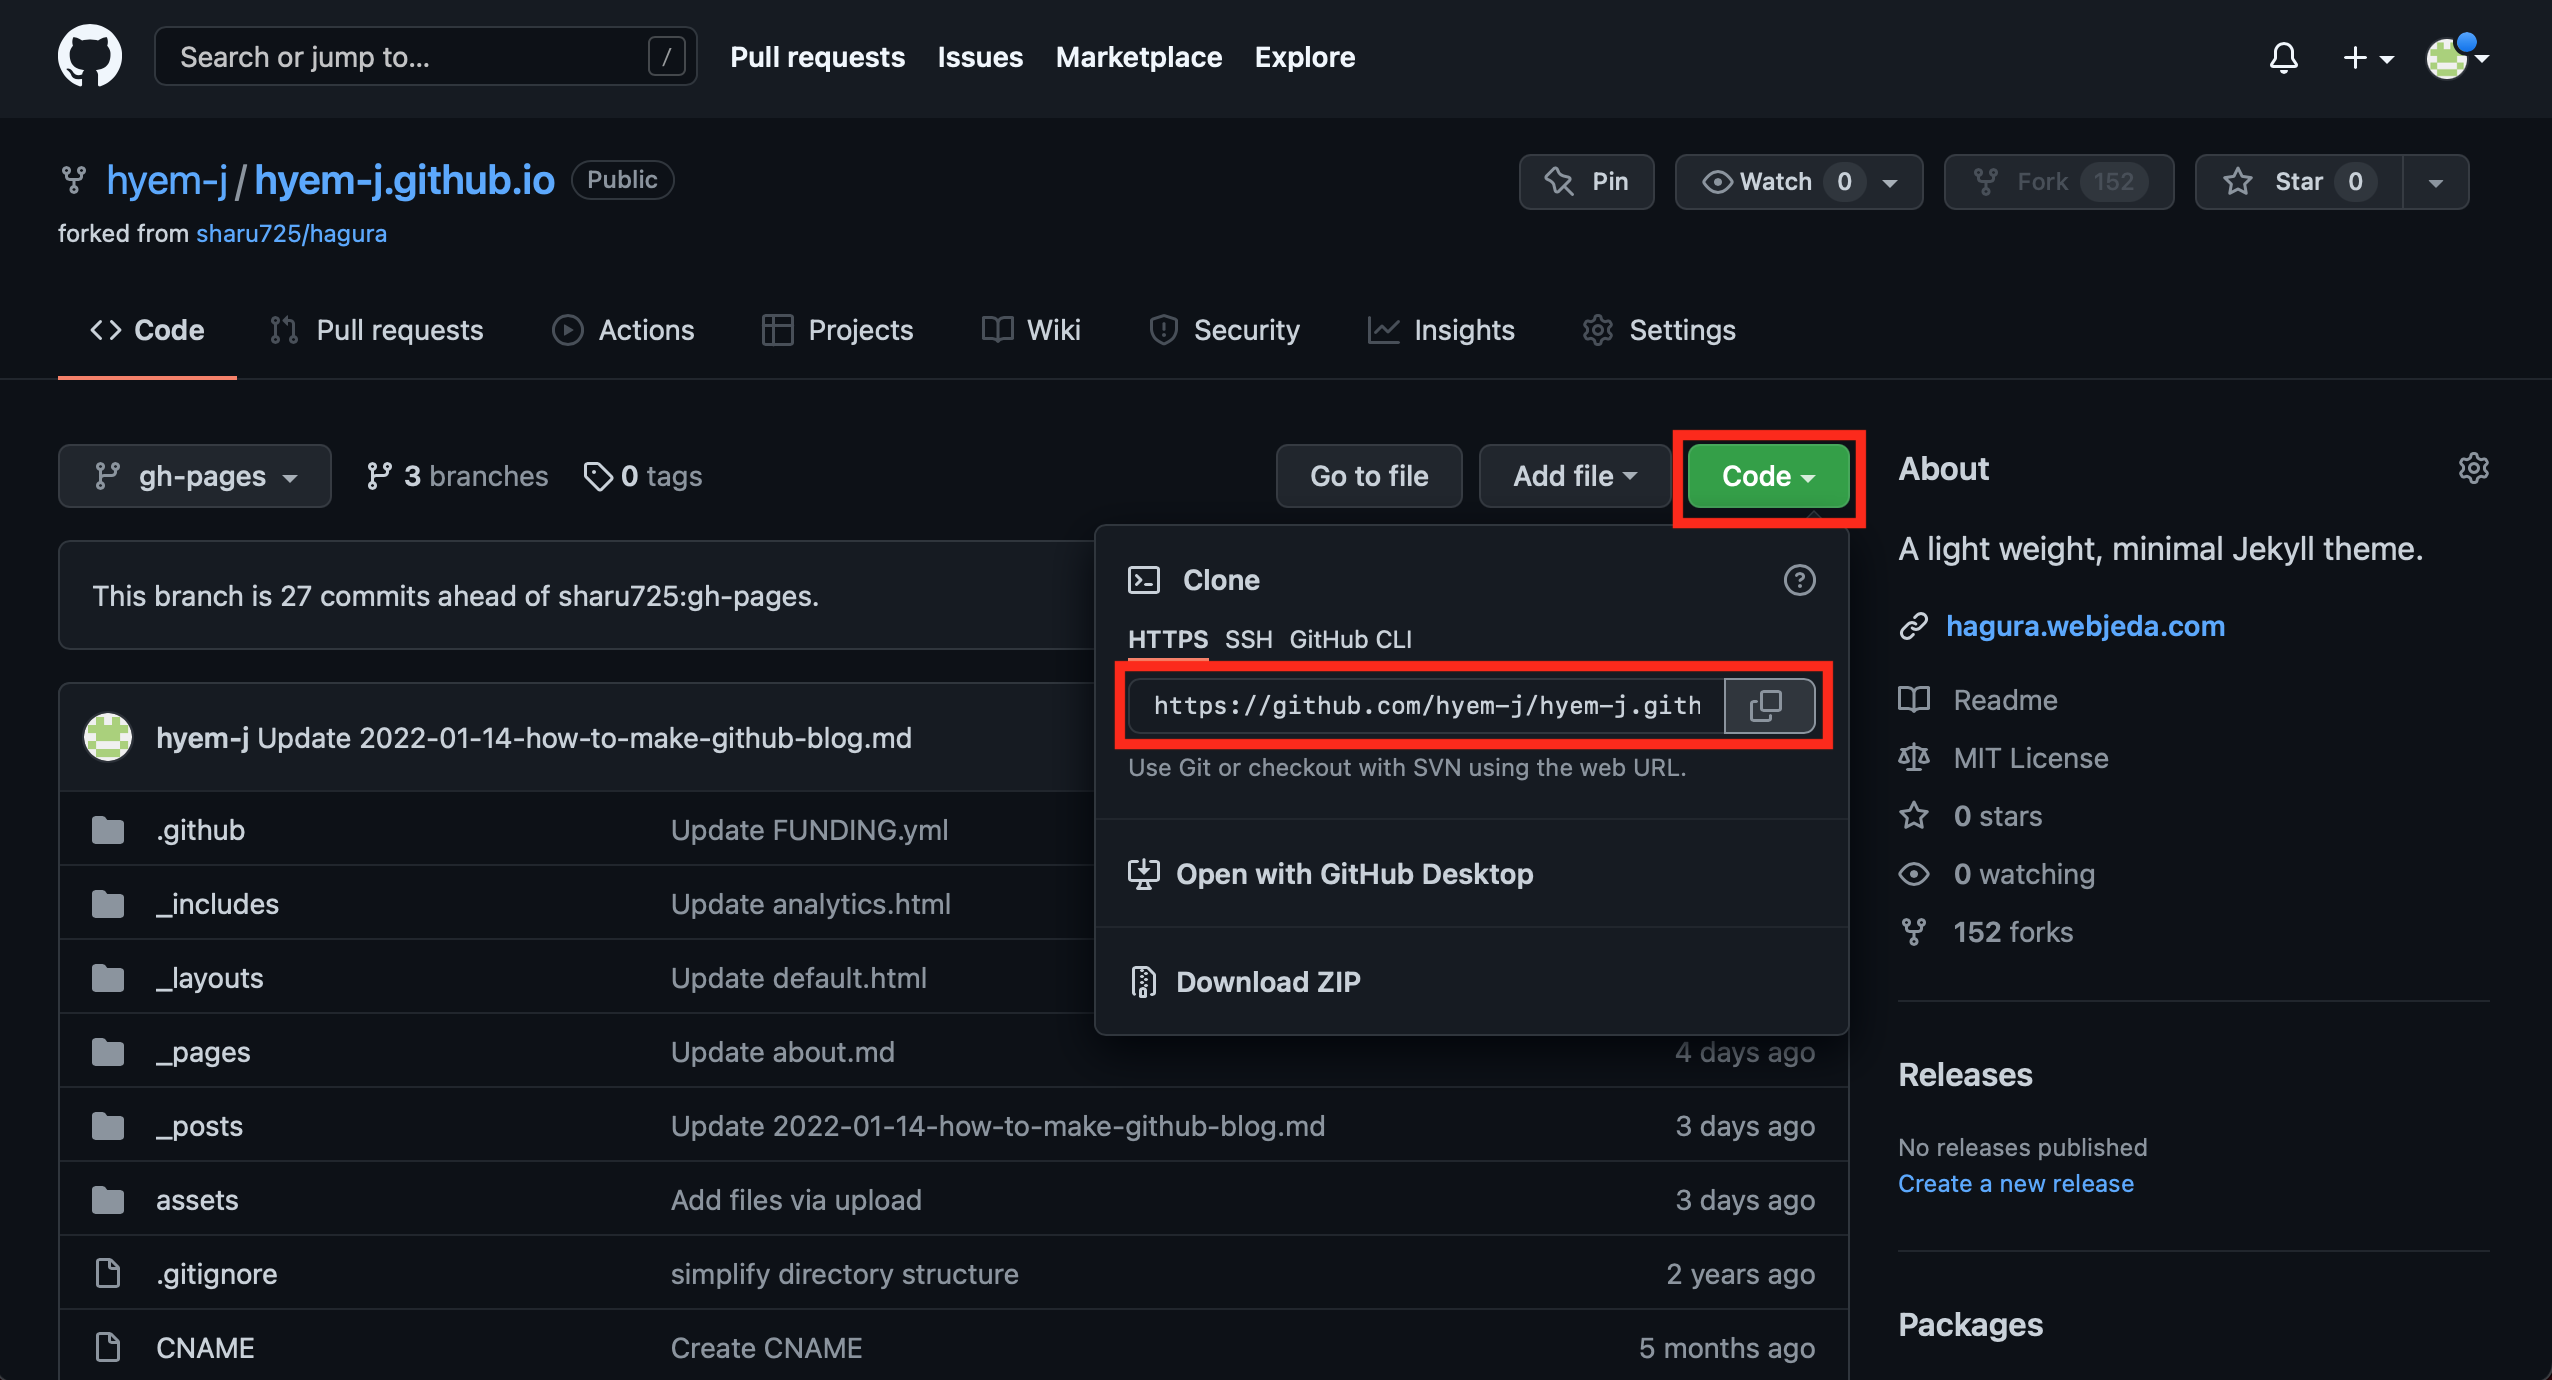 Search or jump to... / Pull requests Issues Marketplace Explore
hyem-j/hyem-j.github.io Public Pin Watch 0 Fork 152 Star 0
forked from sharu725/hagura
Code Pull requests Actions Projects Wiki Security Insights Settings
gh-pages 3 branches 0 tags Go to file Add file Code
This branch is 27 commits ahead of sharu725:gh-pages.
Clone
HTTPS SSH GitHub CLI
https://github.com/hyem-j/hyem-j.gith
Use Git or checkout with SVN using the web URL.
Open with GitHub Desktop
Download ZIP
hyem-j Update 2022-01-14-how-to-make-github-blog.md
.github Update FUNDING.yml
_includes Update analytics.html
_layouts Update default.html
_pages Update about.md 4 days ago
_posts Update 2022-01-14-how-to-make-github-blog.md 3 days ago
assets Add files via upload 3 days ago
.gitignore simplify directory structure 2 years ago
CNAME Create CNAME 5 months ago
About
A light weight, minimal Jekyll theme.
hagura.webjeda.com
Readme
MIT License
0 stars
0 watching
152 forks
Releases
No releases published
Create a new release
Packages